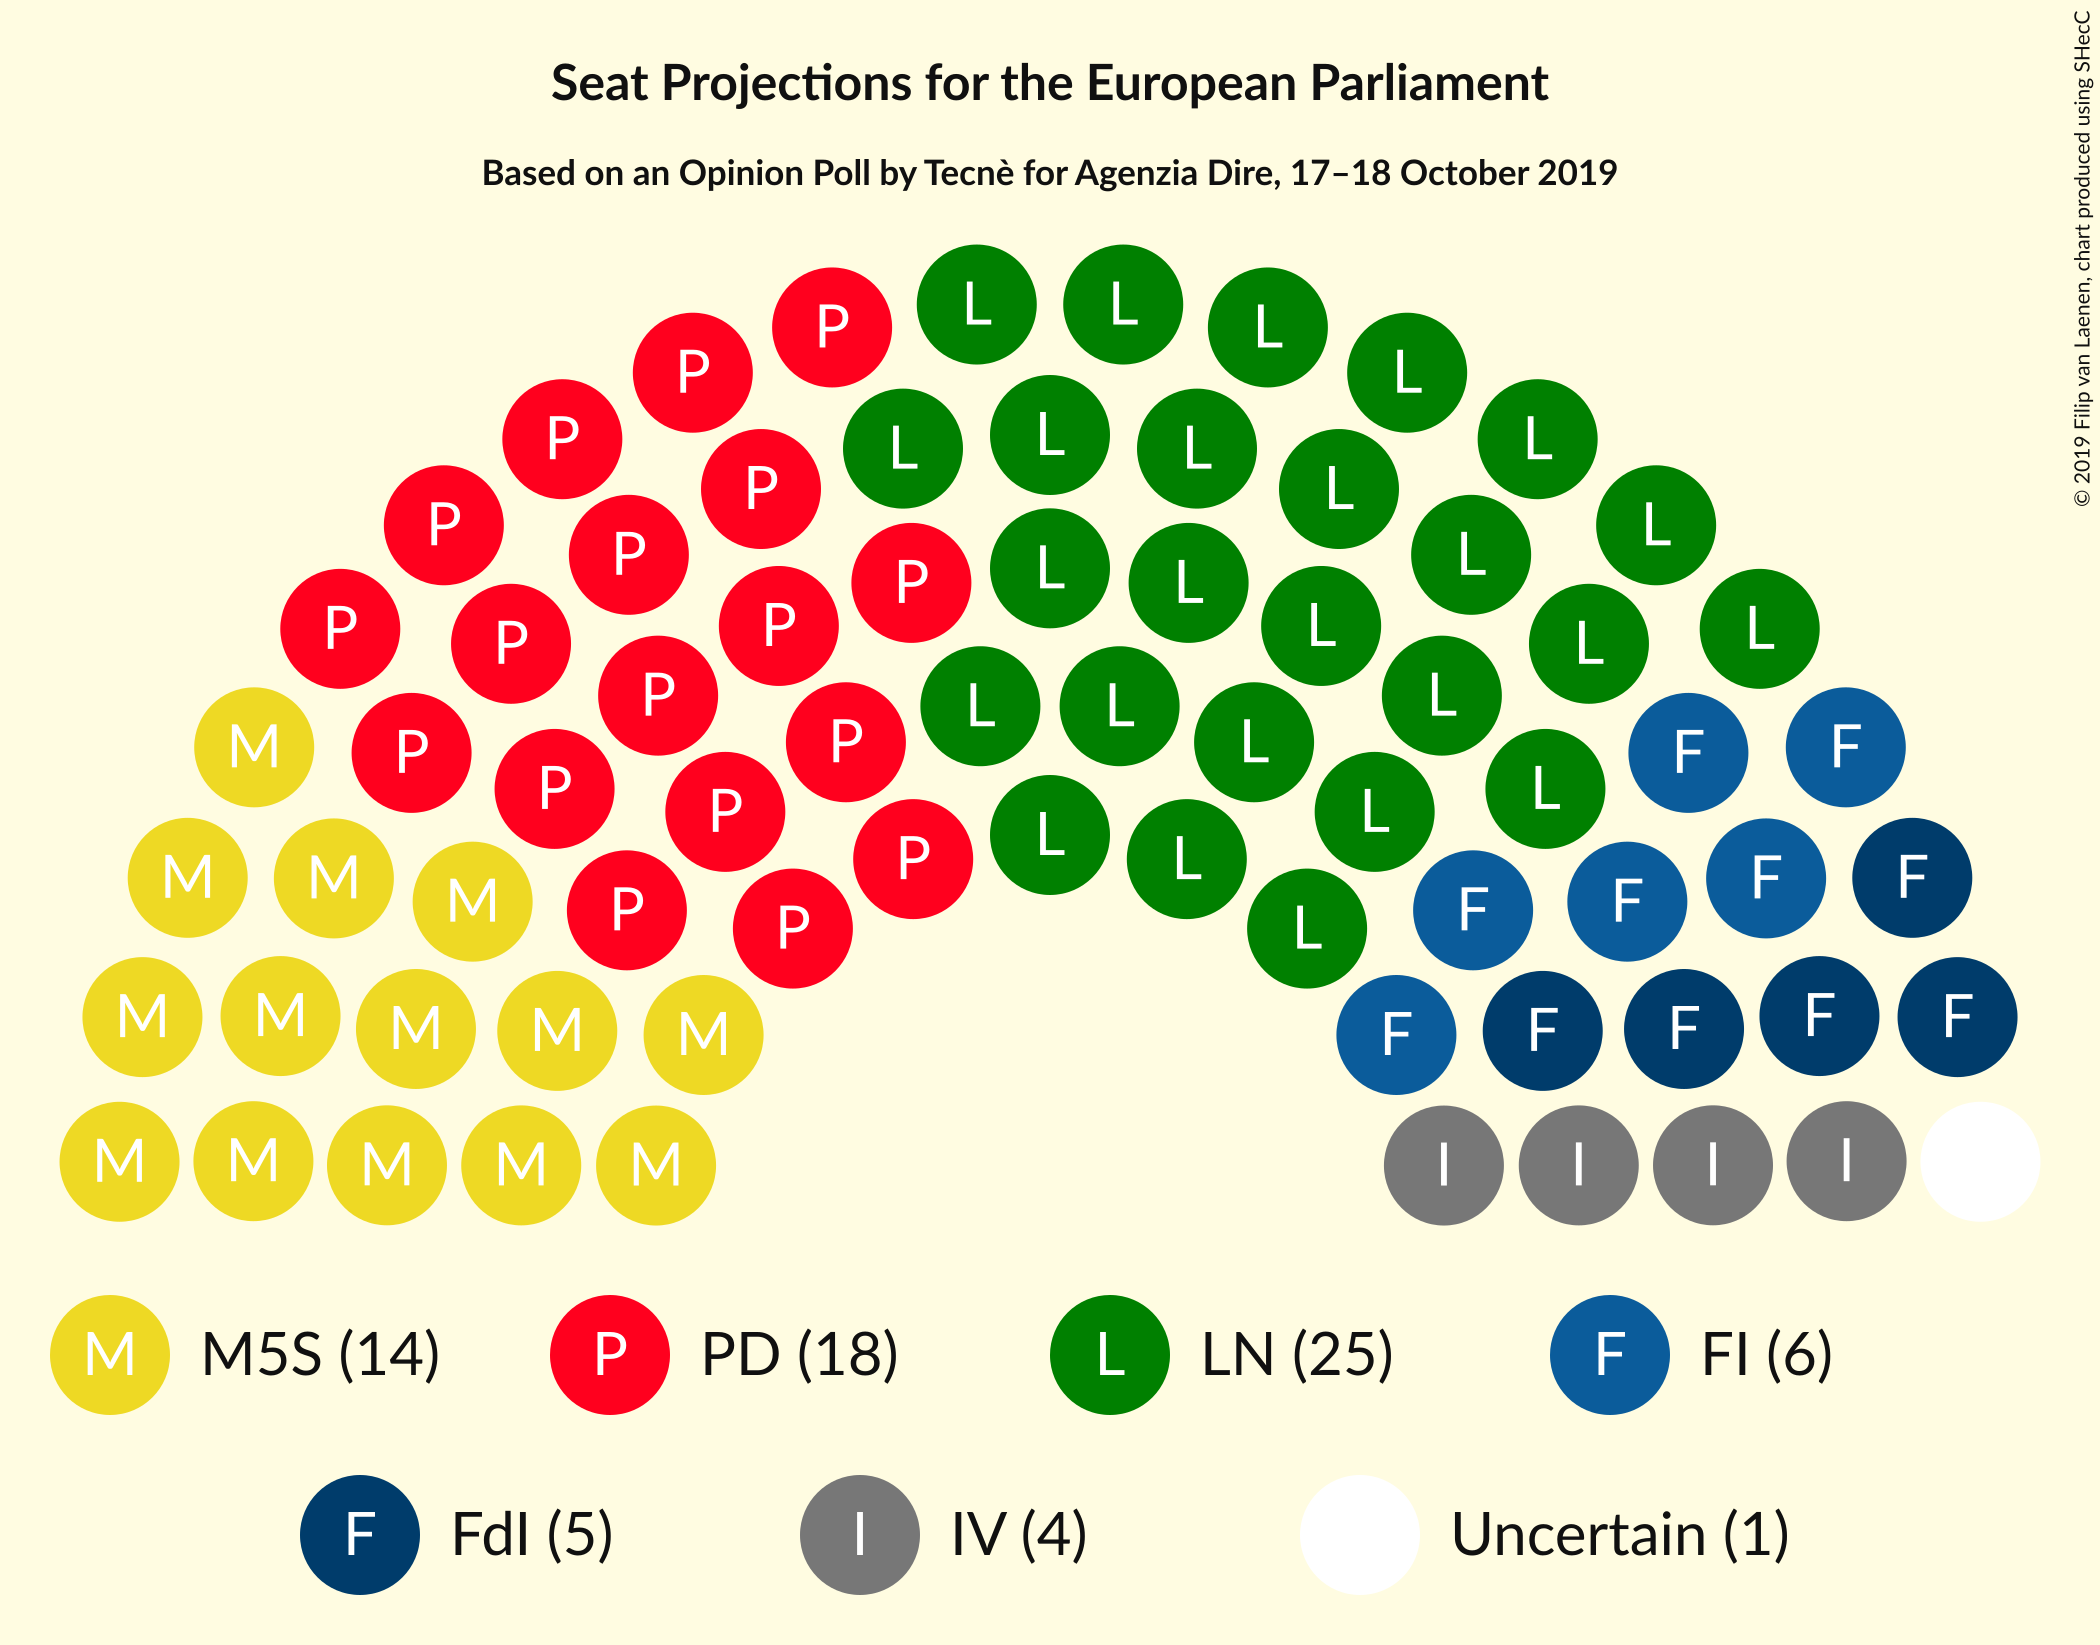 Seat Projections for the European Parliament
Based on an Opinion Poll by Tecnè for Agenzia Dire, 17–18 October 2019
© 2019 Filip van Laenen, chart produced using SHecC
L L
P L
P L
L
P L
L L
P L
P L
P L
P L
L
P L
P L
P L
P L
P L
L L
P L
M F
P F
P L
P L
P L
M M F F
M F
P F
P L
M F
M M M M M F F F F F
M M M M M I I I I
M M5S (14)
P PD (18)
L LN (25)
F FI (6)
F FdI (5)
I IV (4)
Uncertain (1)